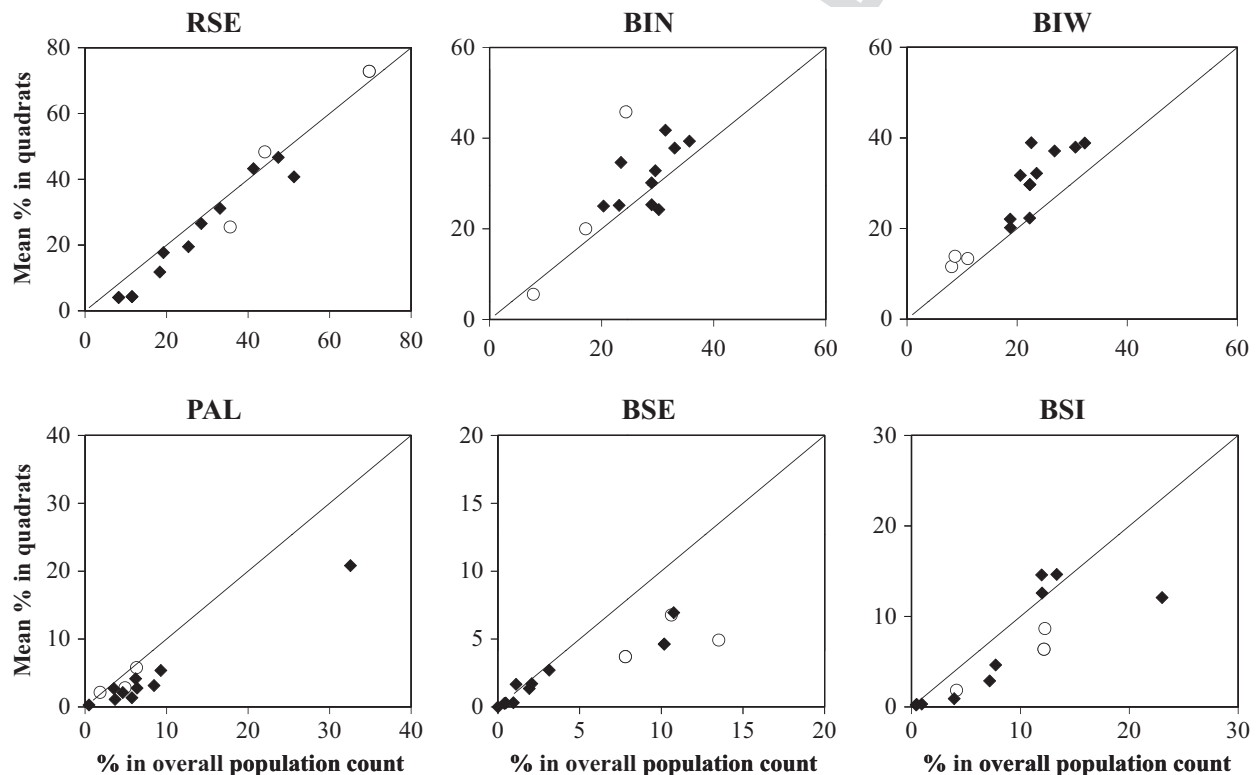 RSE BIN BIW
Mean % in quadrats
80 60 60
60
40 40
40
20 20
20
0 0 0
0 20 40 60 80 0 20 40 60 0 20 40 60
PAL BSE BSI
Mean % in quadrats
40 20 30
30 15
20
20 10
10
10 5
0 0 0
0 10 20 30 40 0 5 10 15 20 0 10 20 30
% in overall population count % in overall population count % in overall population count